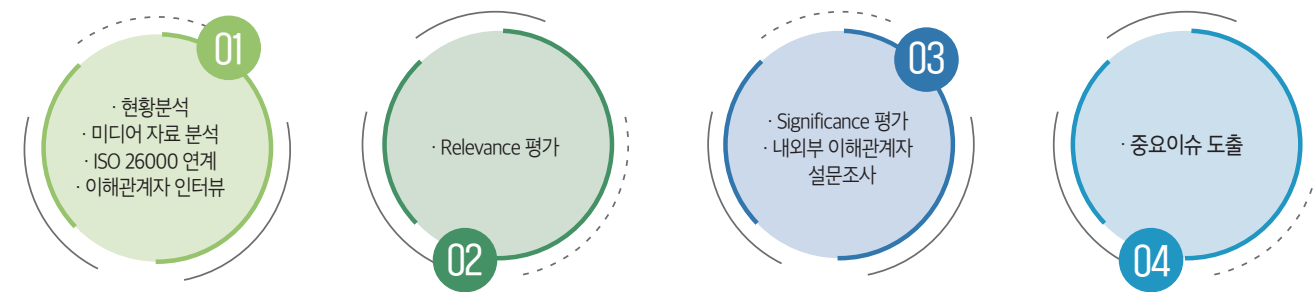 01
· 현황분석
· 미디어 자료 분석
· ISO 26000 연계
· 이해관계자 인터뷰
02
· Relevance 평가
03
· Significance 평가
· 내외부 이해관계자
설문조사
04
· 중요이슈 도출